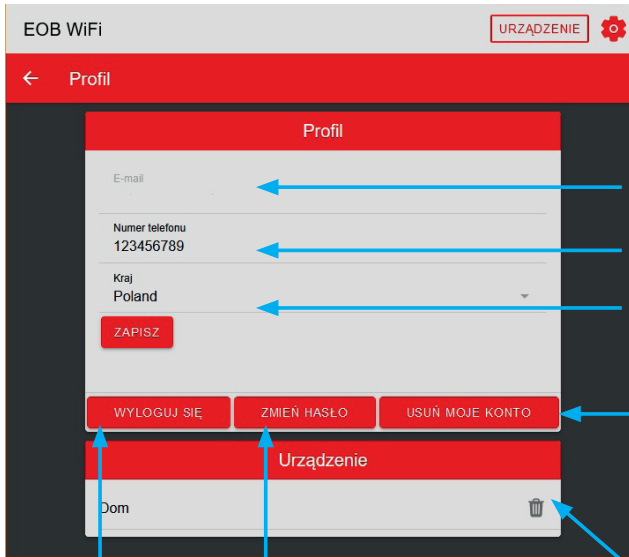 EOB WiFi
URZĄDZENIE
Profil
Profil
E-mail
Numer telefonu
123456789
Kraj
Poland
ZAPISZ
WYLOGUJ SIĘ ZMIEŃ HASŁO USUŃ MOJE KONTO
Urządzenie
Dom